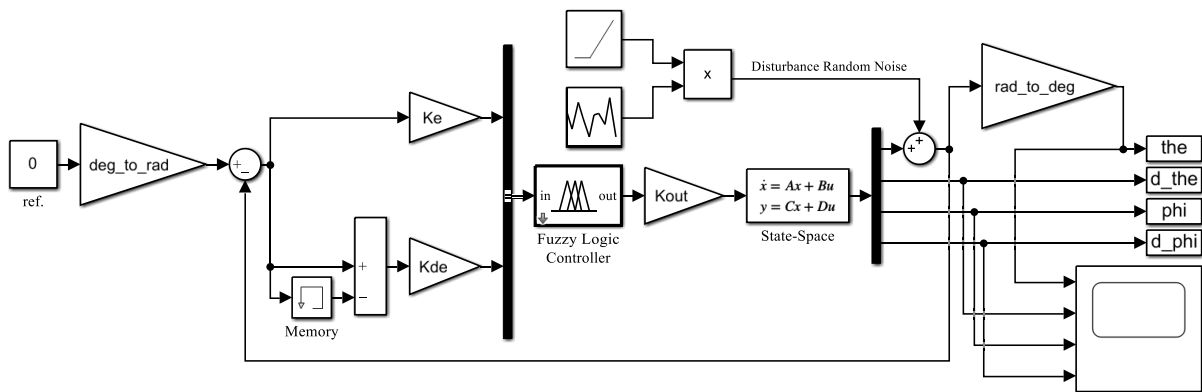 0
ref.
deg_to_rad
+
−
Memory
+
−
Ke
Kde
in
out
Fuzzy Logic
Controller
x
Disturbance Random Noise
Kout
ẋ = Ax + Bu
y = Cx + Du
State-Space
+
+
rad_to_deg
the
d_the
phi
d_phi